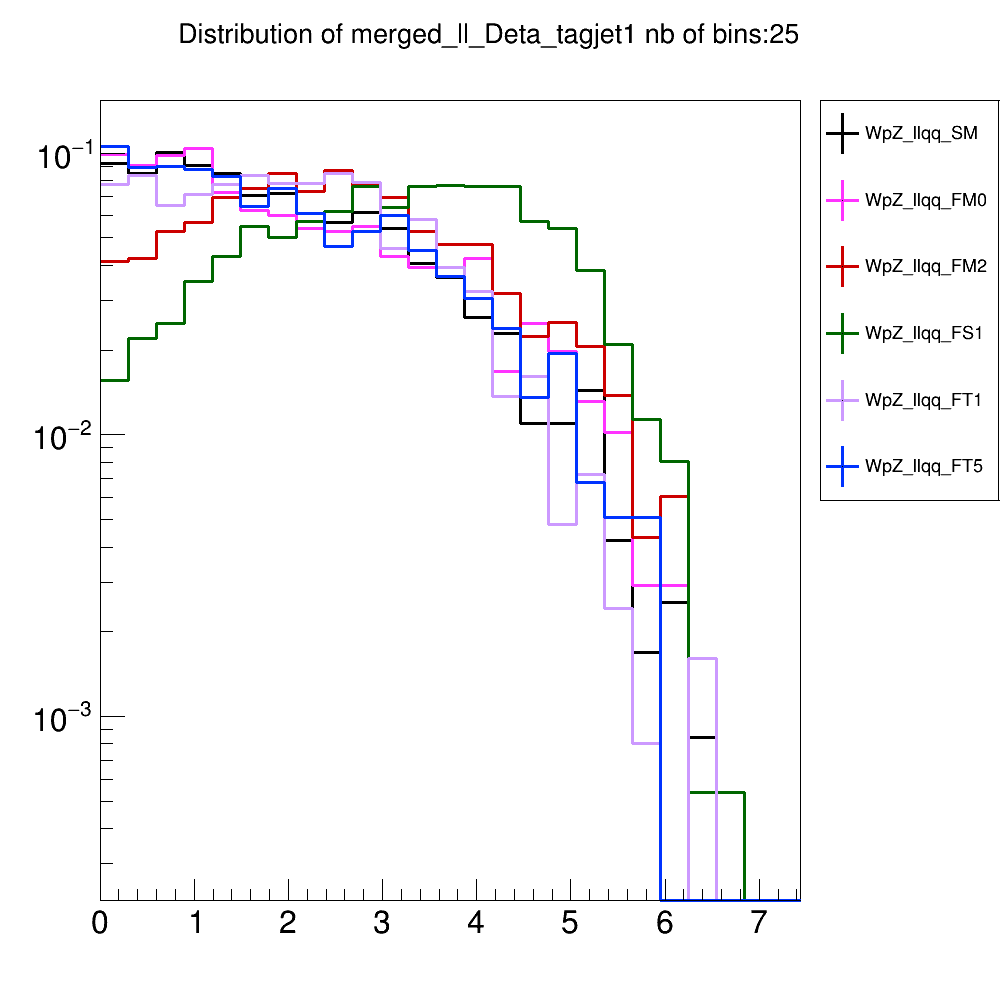 Distribution of merged_ll_Deta_tagjet1 nb of bins:25
10−1
10−2
10−3
0 1 2 3 4 5 6 7
WpZ_llqq_SM
WpZ_llqq_FM0
WpZ_llqq_FM2
WpZ_llqq_FS1
WpZ_llqq_FT1
WpZ_llqq_FT5